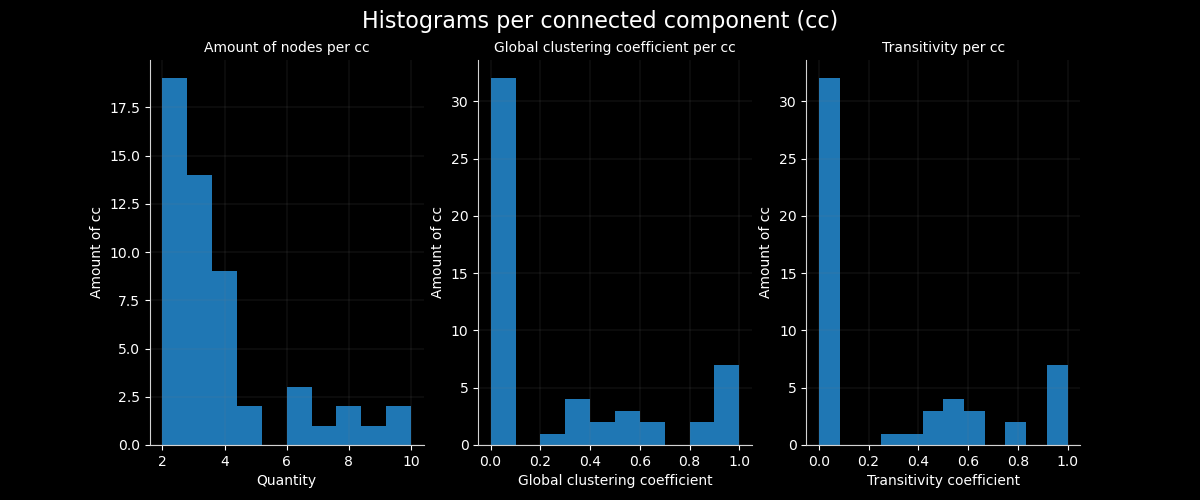 Histograms per connected component (cc)
Amount of nodes per cc
Amount of cc
17.5
15.0
12.5
10.0
7.5
5.0
2.5
0.0
2 4 6 8 10
Quantity
Global clustering coefficient per cc
Amount of cc
30
25
20
15
10
5
0
0.0 0.2 0.4 0.6 0.8 1.0
Global clustering coefficient
Transitivity per cc
Amount of cc
30
25
20
15
10
5
0
0.0 0.2 0.4 0.6 0.8 1.0
Transitivity coefficient